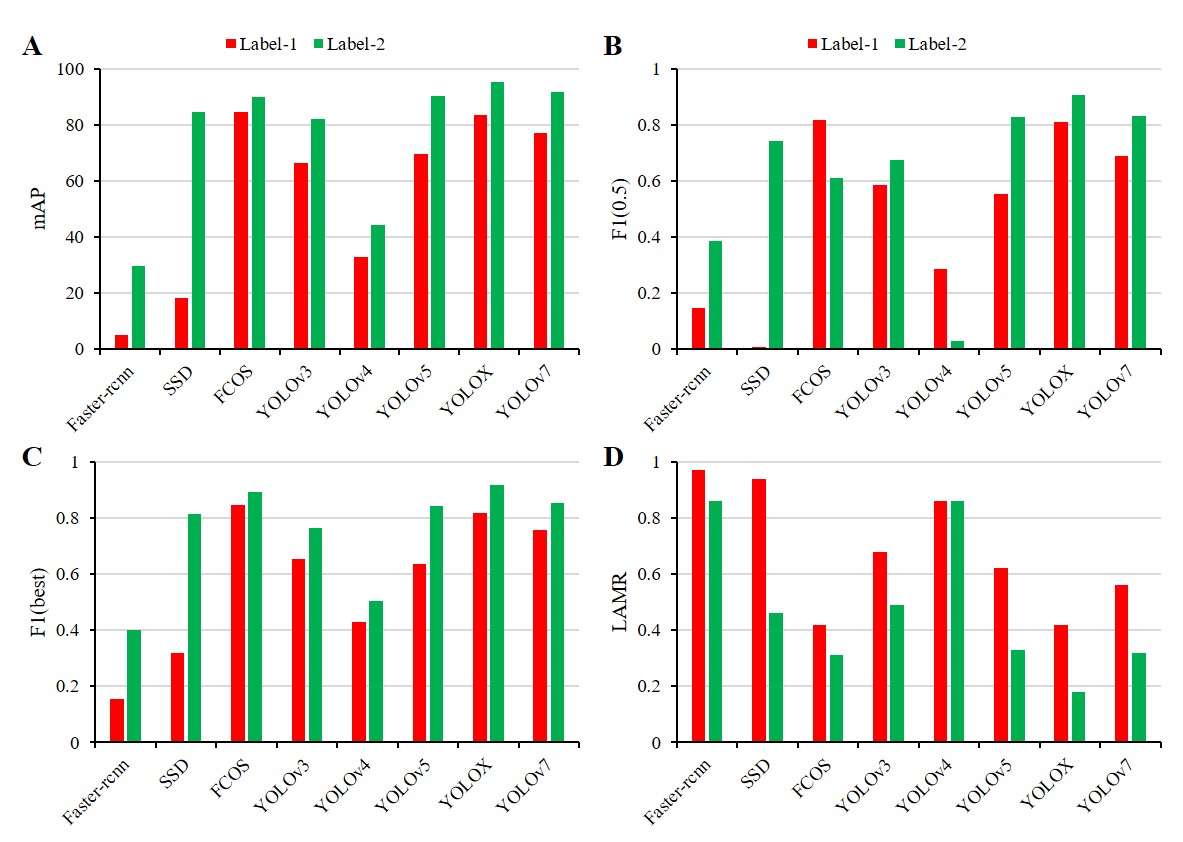 A
Label-1 Label-2
100
80
60
40
20
0
mAP
Faster-rcnn SSD FCOS YOLOv3 YOLOv4 YOLOv5 YOLOX YOLOv7
B
Label-1 Label-2
1
0.8
0.6
0.4
0.2
0
F1(0.5)
Faster-rcnn SSD FCOS YOLOv3 YOLOv4 YOLOv5 YOLOX YOLOv7
C
1
0.8
0.6
0.4
0.2
0
F1(best)
Faster-rcnn SSD FCOS YOLOv3 YOLOv4 YOLOv5 YOLOX YOLOv7
D
1
0.8
0.6
0.4
0.2
0
LAMR
Faster-rcnn SSD FCOS YOLOv3 YOLOv4 YOLOv5 YOLOX YOLOv7